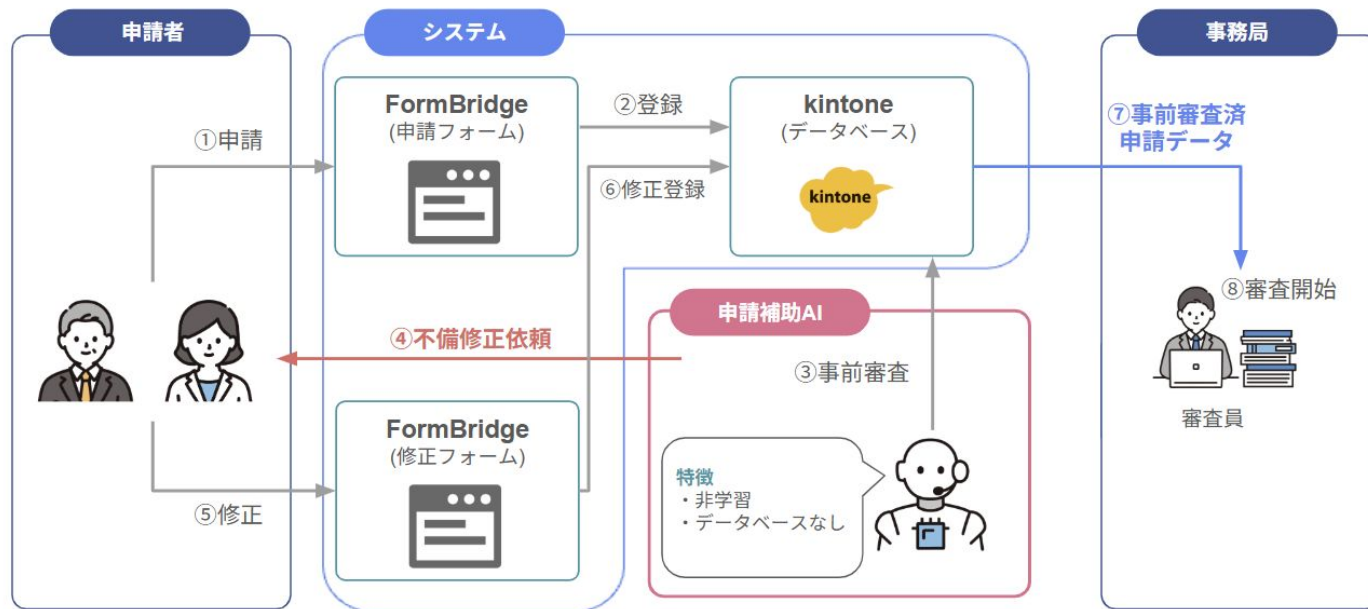 申請者
システム
事務局
FormBridge
(申請フォーム)
②登録
kintone
(データベース)
⑦事前審査済
申請データ
①申請
⑥修正登録
kintone
⑧審査開始
申請補助AI
④不備修正依頼
③事前審査
審査員
FormBridge
(修正フォーム)
特徴
・非学習
・データベースなし
⑤修正